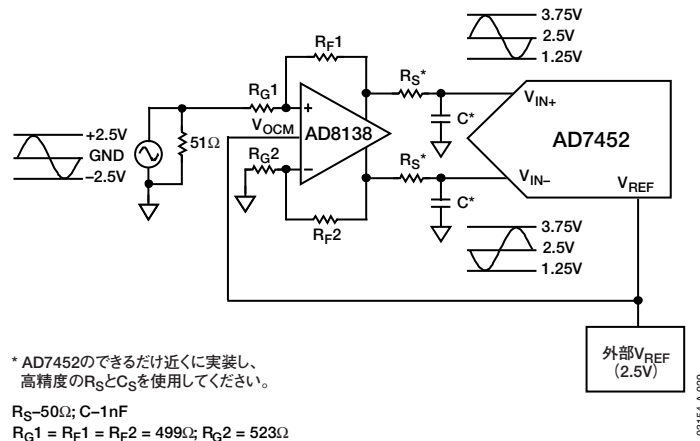 3.75V
2.5V
1.25V
RF1
RS*
RG1
+
VIN+
VOCM
AD8138
C*
AD7452
+2.5V
GND
–2.5V
51Ω
RG2
–
RS*
VIN–
VREF
C*
RF2
3.75V
2.5V
1.25V
外部VREF
(2.5V)
* AD7452のできるだけ近くに実装し、
高精度のRSとCSを使用してください。
RS–50Ω; C–1nF
RG1 = RF1 = RF2 = 499Ω; RG2 = 523Ω